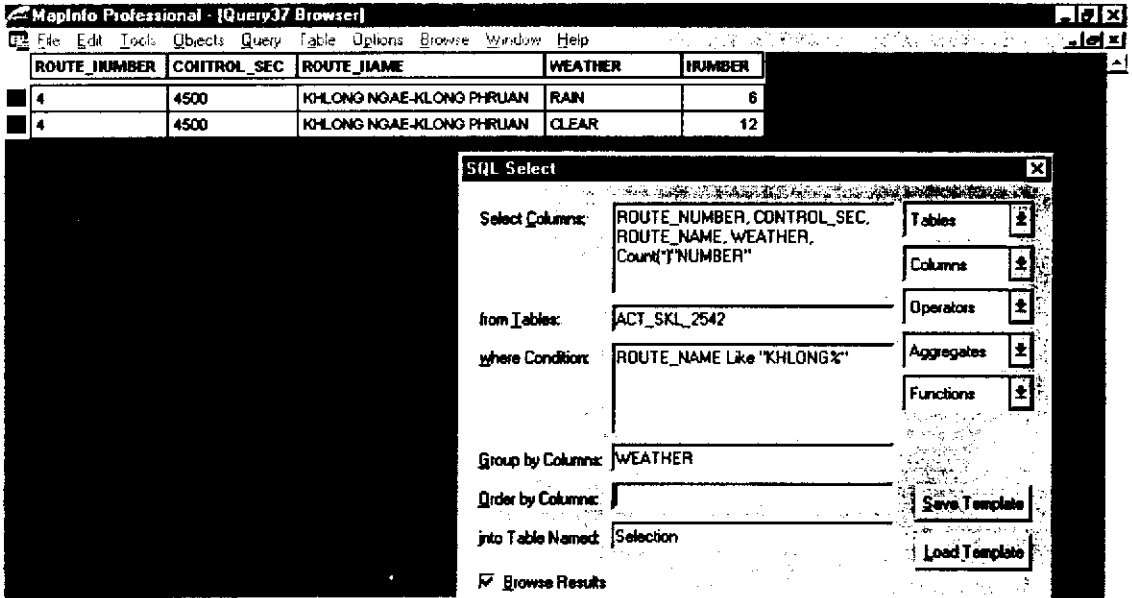 MapInfo Professional - [Query37 Browser]
File Edit Tools Objects Query Table Options Browse Window Help
ROUTE_NUMBER CONTROL_SEC ROUTE_NAME WEATHER NUMBER
4 4500 KHLONG NGAE-KLONG PHRUAN RAIN 6
4 4500 KHLONG NGAE-KLONG PHRUAN CLEAR 12
SQL Select
Select Columns: ROUTE_NUMBER, CONTROL_SEC,
ROUTE_NAME, WEATHER,
Count(*)"NUMBER"
Tables
Columns
from Tables: ACT_SKL_2542
Operators
where Condition: ROUTE_NAME Like "KHLONG%"
Aggregates
Functions
Group by Columns: WEATHER
Order by Columns:
Save Template
into Table Named: Selection
Load Template
Browse Results